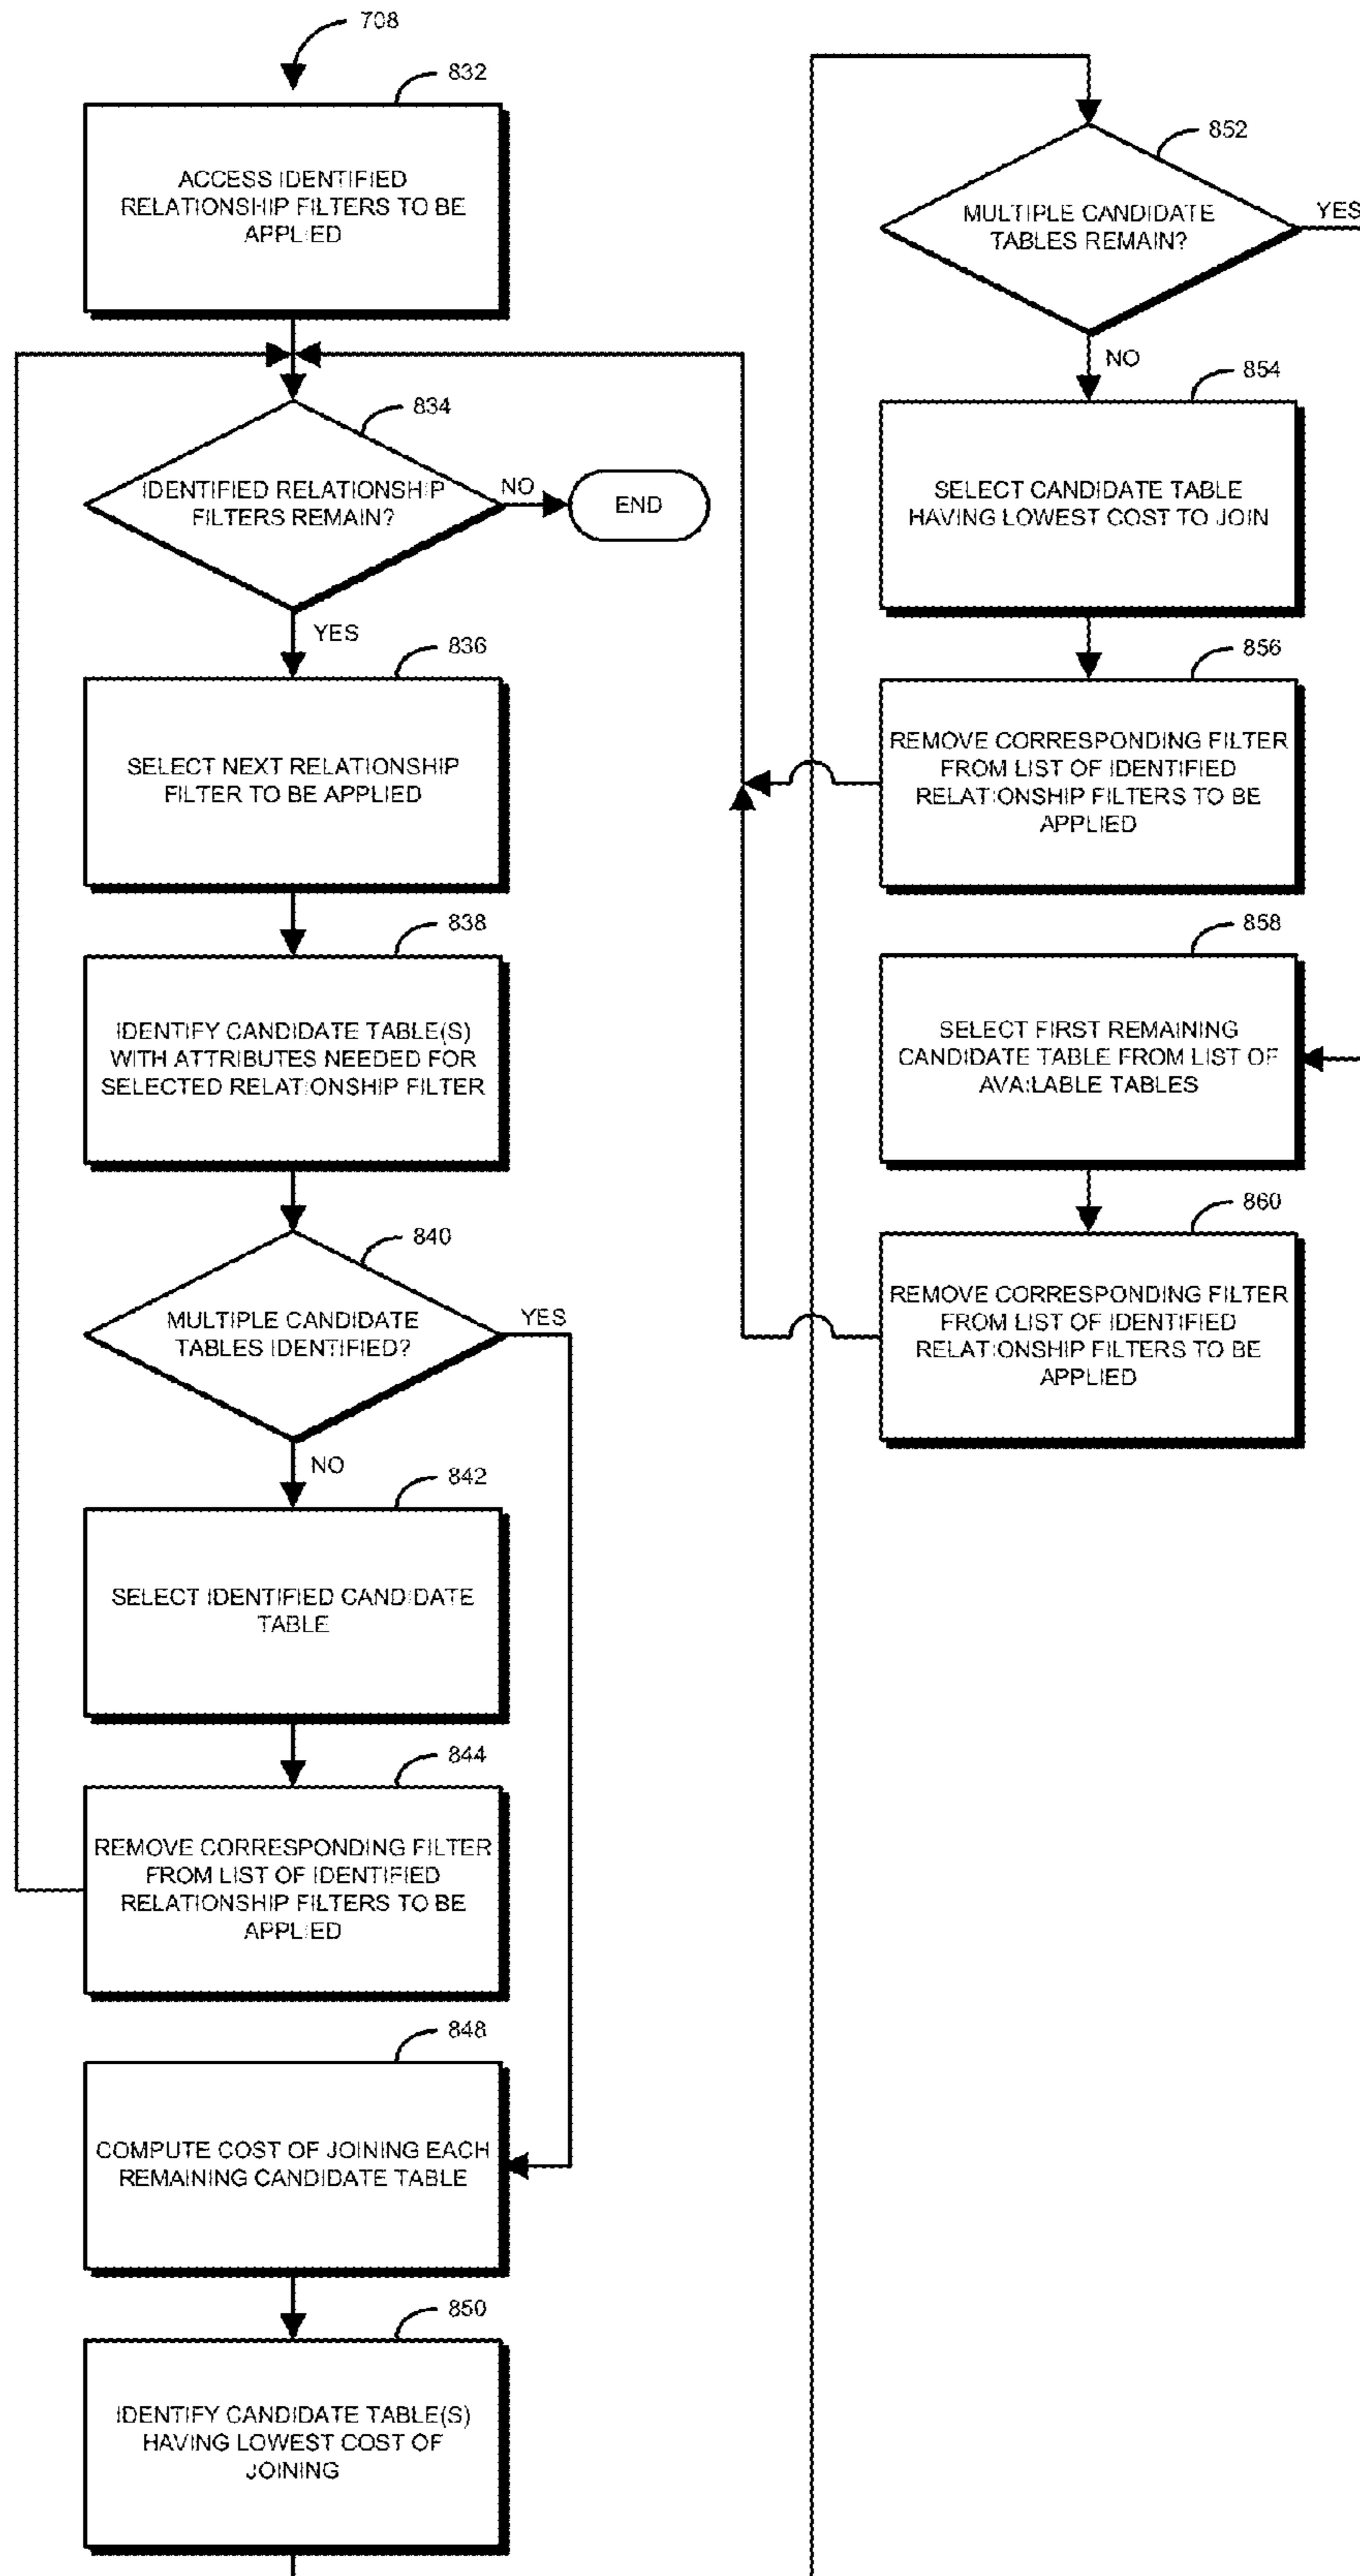 708
832
ACCESS IDENTIFIED
RELATIONSHIP FILTERS TO BE
APPLIED
834
IDENTIFIED RELATIONSHIP
FILTERS REMAIN?
NO
END
YES
836
SELECT NEXT RELATIONSHIP
FILTER TO BE APPLIED
838
IDENTIFY CANDIDATE TABLE(S)
WITH ATTRIBUTES NEEDED FOR
SELECTED RELATIONSHIP FILTER
840
MULTIPLE CANDIDATE
TABLES IDENTIFIED?
YES
NO
842
SELECT IDENTIFIED CANDIDATE
TABLE
844
REMOVE CORRESPONDING FILTER
FROM LIST OF IDENTIFIED
RELATIONSHIP FILTERS TO BE
APPLIED
848
COMPUTE COST OF JOINING EACH
REMAINING CANDIDATE TABLE
850
IDENTIFY CANDIDATE TABLE(S)
HAVING LOWEST COST OF
JOINING
852
MULTIPLE CANDIDATE
TABLES REMAIN?
YES
NO
854
SELECT CANDIDATE TABLE
HAVING LOWEST COST TO JOIN
856
REMOVE CORRESPONDING FILTER
FROM LIST OF IDENTIFIED
RELATIONSHIP FILTERS TO BE
APPLIED
858
SELECT FIRST REMAINING
CANDIDATE TABLE FROM LIST OF
AVAILABLE TABLES
860
REMOVE CORRESPONDING FILTER
FROM LIST OF IDENTIFIED
RELATIONSHIP FILTERS TO BE
APPLIED